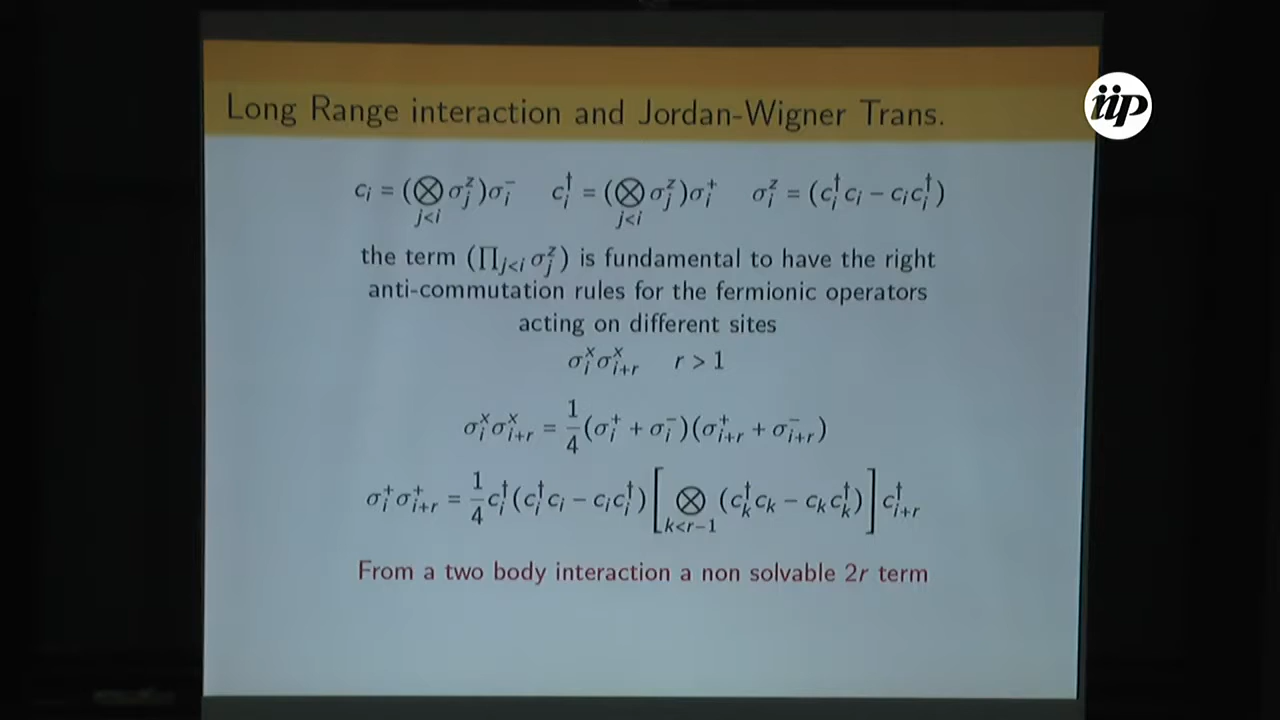 Long Range interaction and Jordan-Wigner Trans.
iip
c_i = (⨂_{j<i} σ_j^z)σ_i^- c_i^† = (⨂_{j<i} σ_j^z)σ_i^+ σ_i^z = (c_i^† c_i − c_i c_i^†)
the term (∏_{j<i} σ_j^z) is fundamental to have the right
anti-commutation rules for the fermionic operators
acting on different sites
σ_i^x σ_{i+r}^x r > 1
σ_i^x σ_{i+r}^x = 1/4 (σ_i^+ + σ_i^-)(σ_{i+r}^+ + σ_{i+r}^-)
σ_i^+ σ_{i+r}^+ = 1/4 c_i^†(c_i^† c_i − c_i c_i^†) [⨂_{k<r−1} (c_k^† c_k − c_k c_k^†)] c_{i+r}^†
From a two body interaction a non solvable 2r term